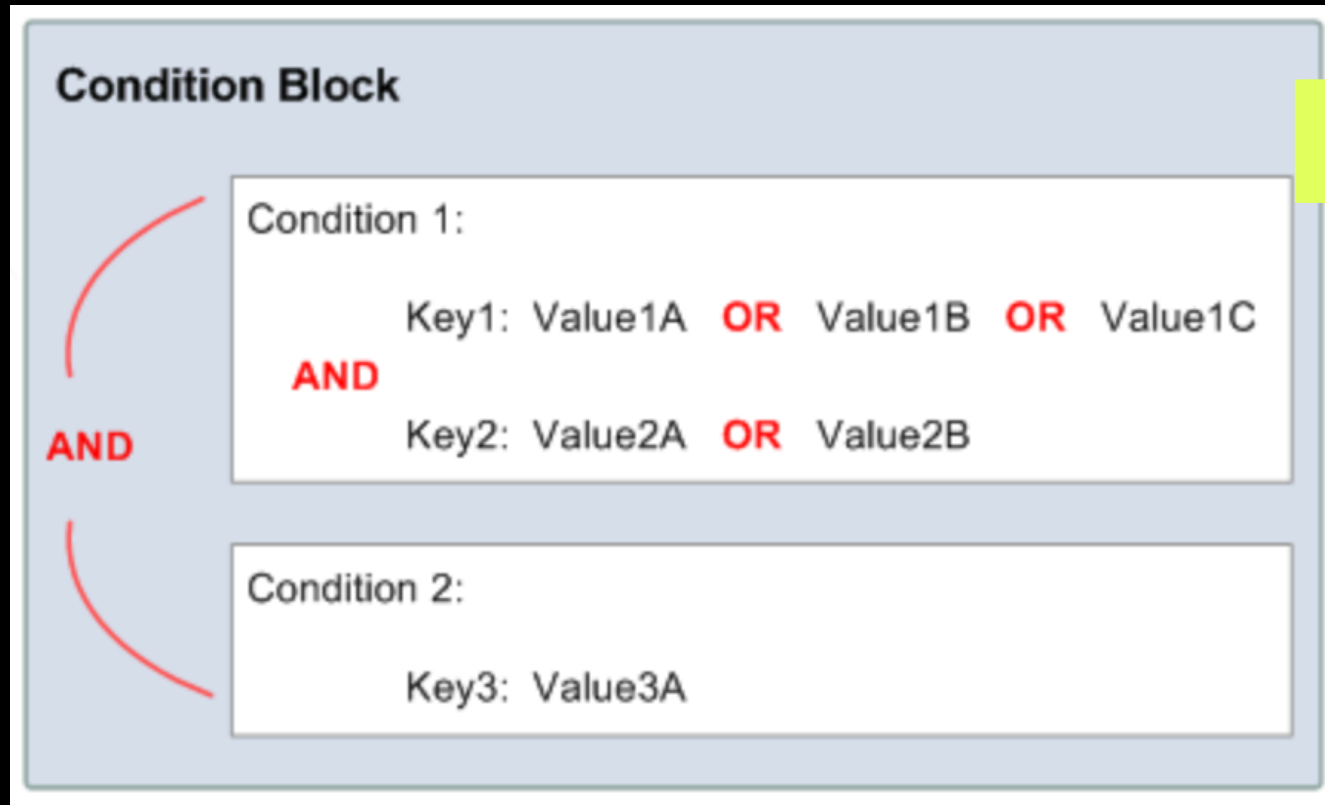 Condition Block
Condition 1:
Key1: Value1A OR Value1B OR Value1C
AND
Key2: Value2A OR Value2B
AND
Condition 2:
Key3: Value3A